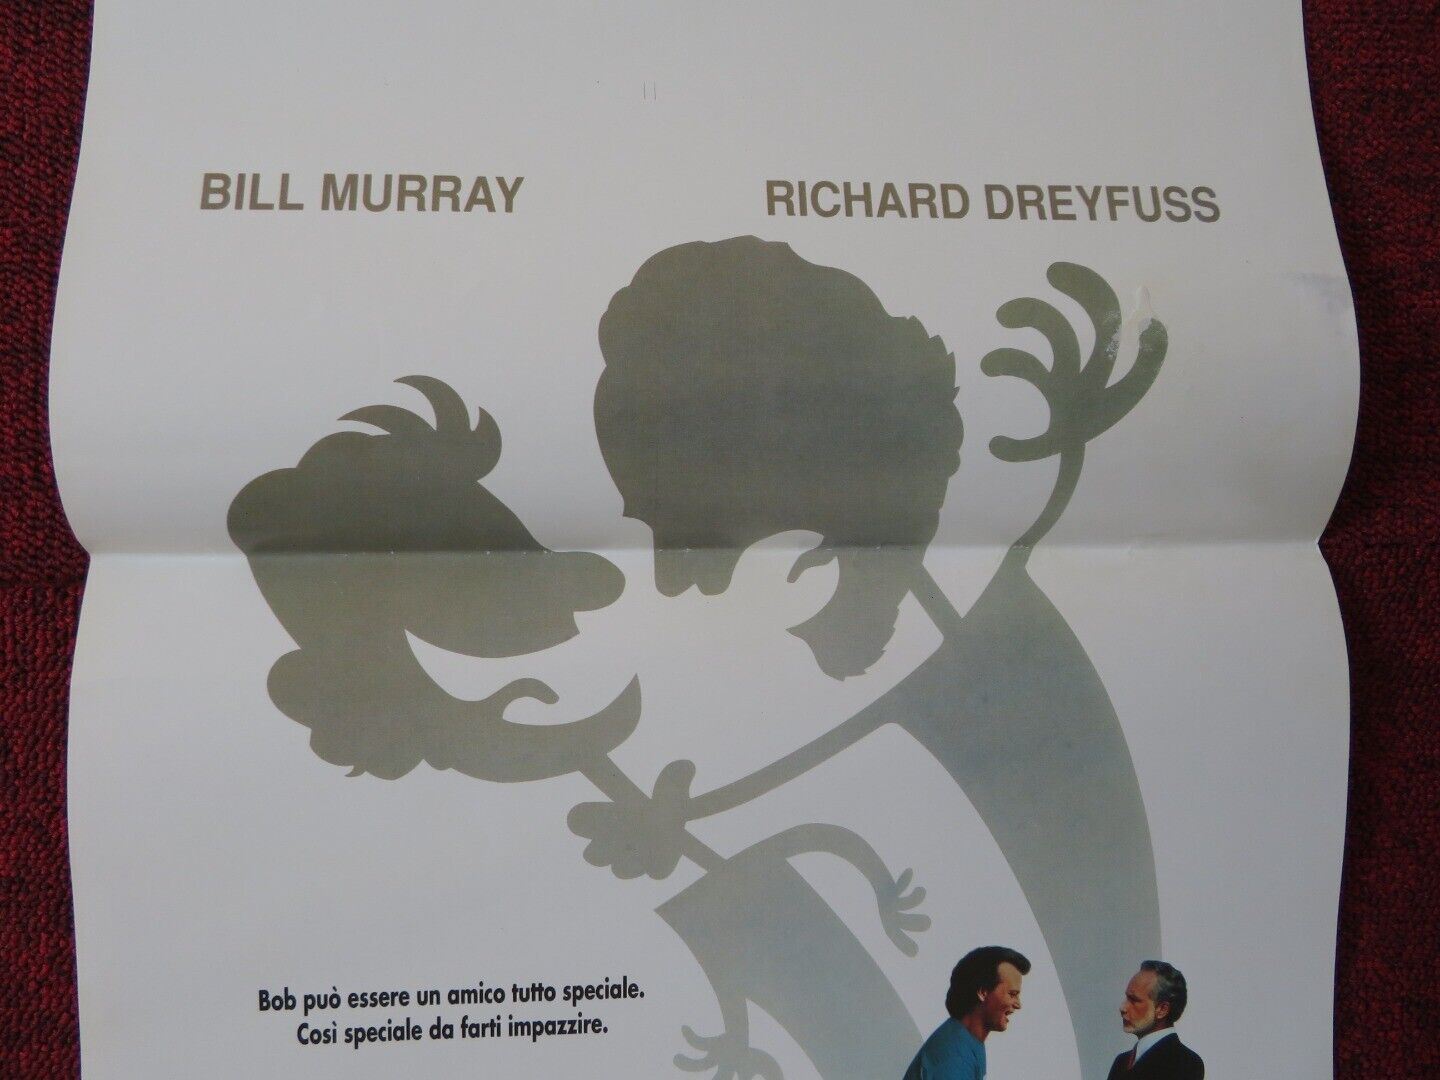 BILL MURRAY
RICHARD DREYFUSS
Bob può essere un amico tutto speciale.
Così speciale da farti impazzire.